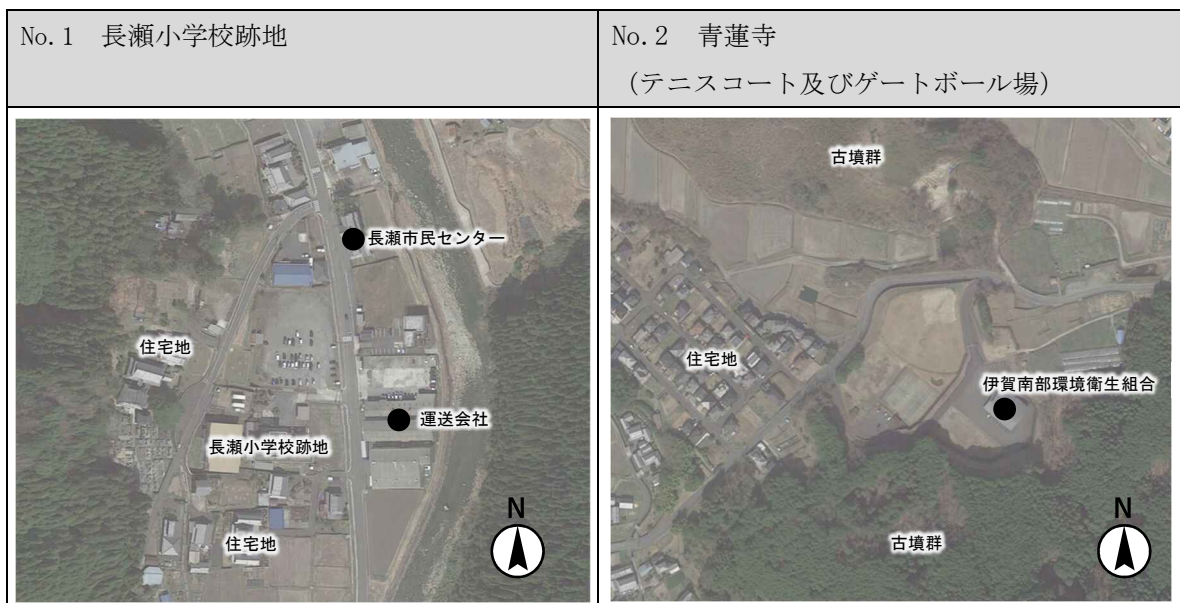 No.1 長瀬小学校跡地
No.2 青蓮寺
(テニスコート及びゲートボール場)
長瀬市民センター
住宅地
運送会社
長瀬小学校跡地
住宅地
N
古墳群
住宅地
伊賀南部環境衛生組合
古墳群
N